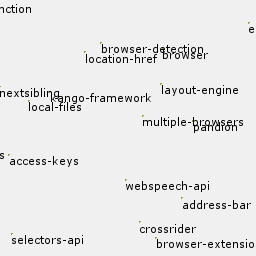 nction
e
browser-detection
browser
location-href
layout-engine
nextsibling
kango-framework
local-files
multiple-browsers
pandion
s
access-keys
webspeech-api
address-bar
crossrider
selectors-api
browser-extensio